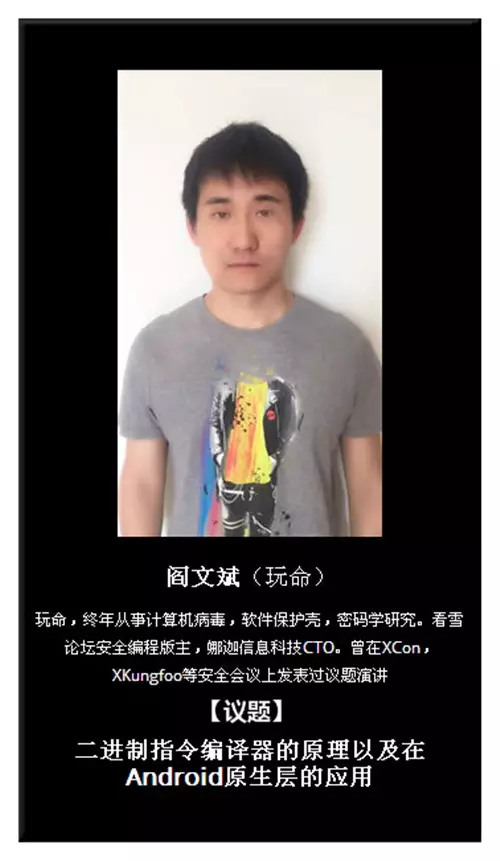 阎文斌（玩命）
玩命，终年从事计算机病毒，软件保护壳，密码学研究。看雪
论坛安全编程版主，娜迦信息科技CTO。曾在XCon，
XKungfoo等安全会议上发表过议题演讲
【议题】
二进制指令编译器的原理以及在
Android原生层的应用